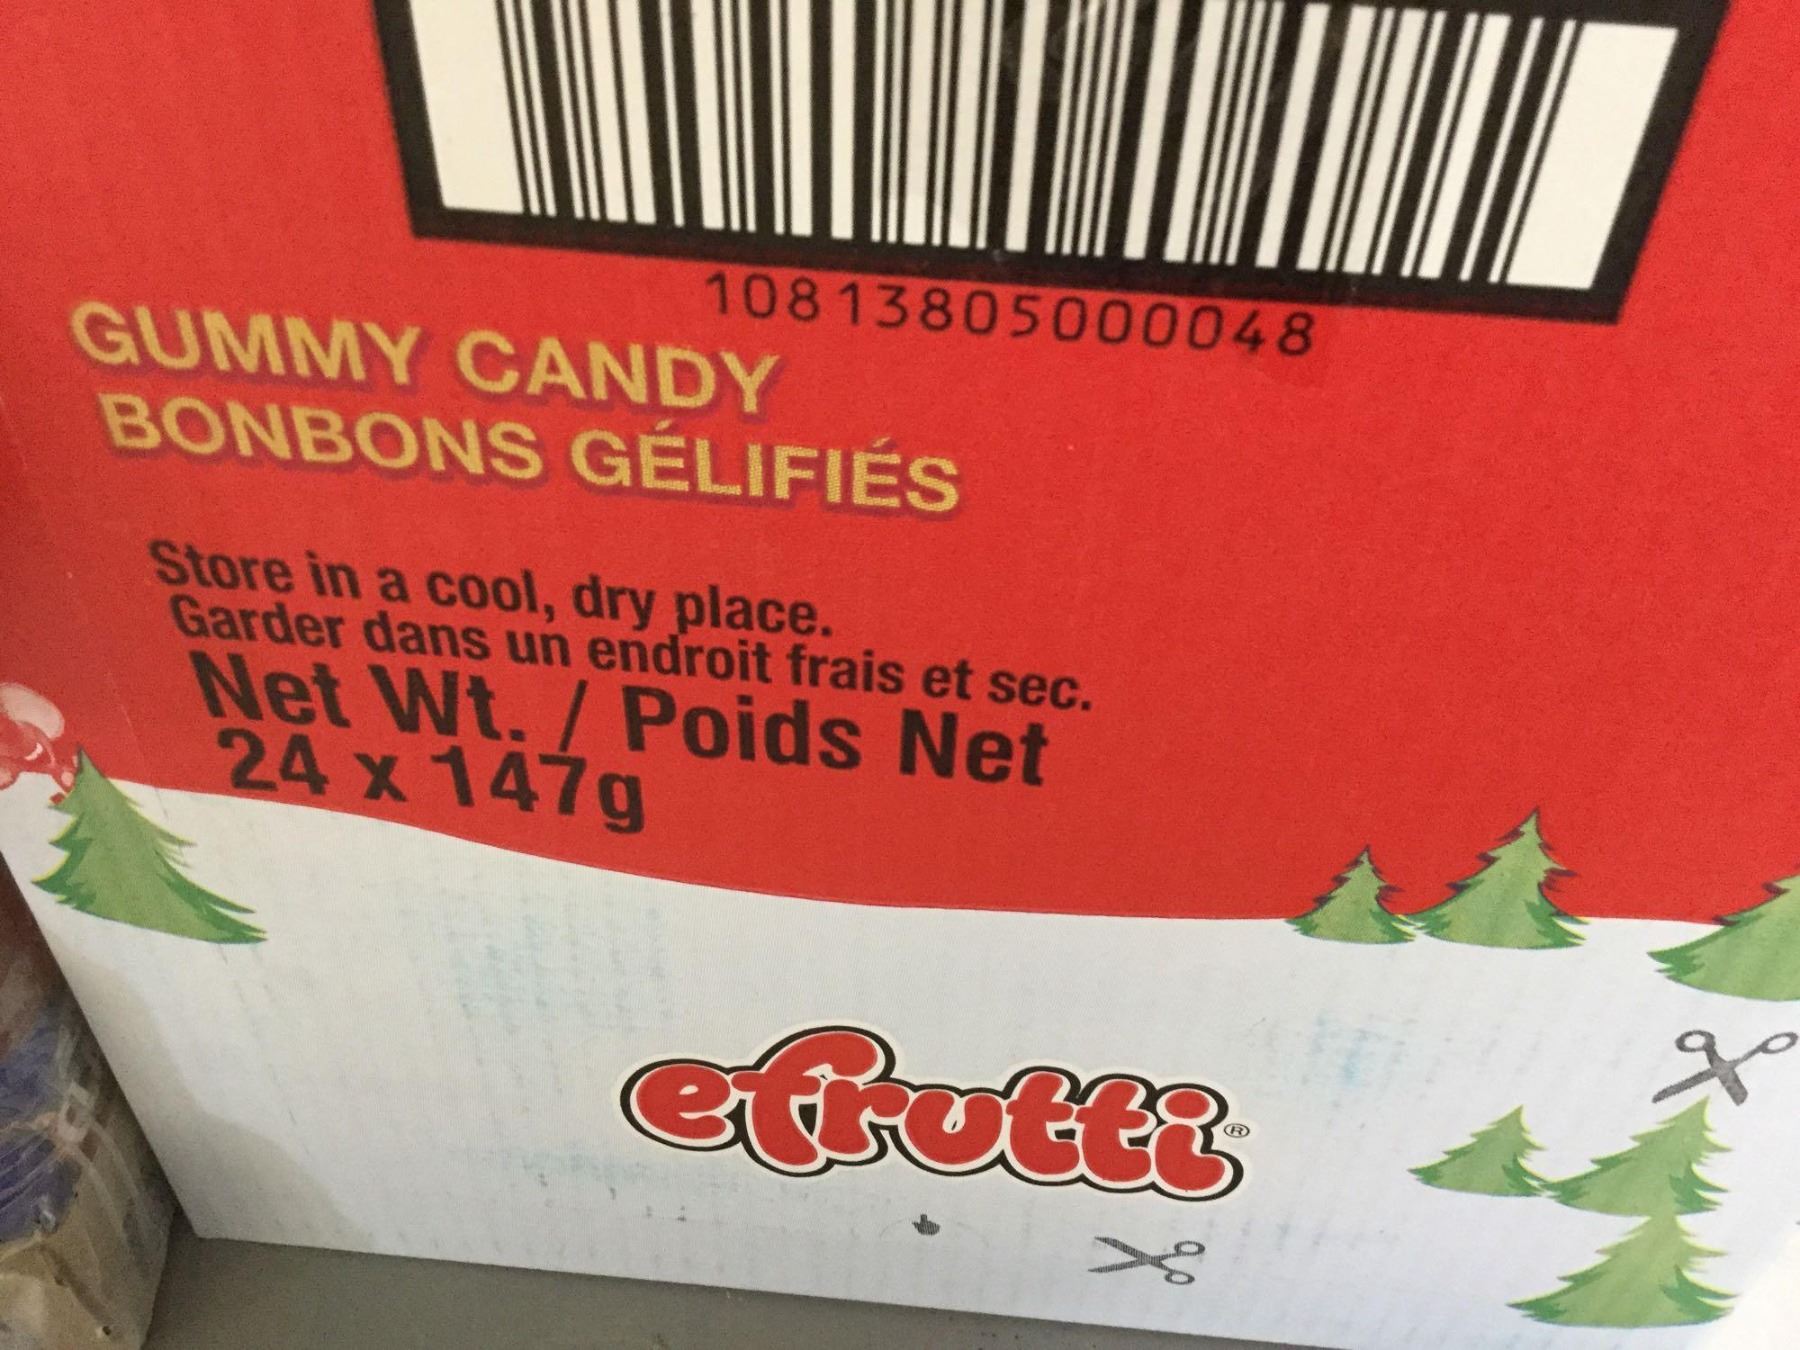 10813805000048
GUMMY CANDY
BONBONS GÉLIFIÉS
Store in a cool, dry place.
Garder dans un endroit frais et sec.
Net Wt. / Poids Net
24 x 147g
efrutti®